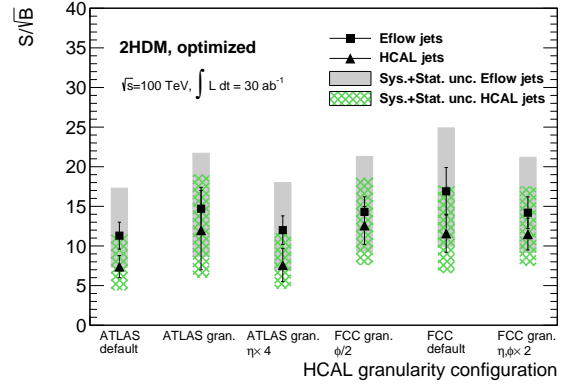 S/√B
40
35
30
25
20
15
10
5
0
2HDM, optimized
√s=100 TeV, ∫ L dt = 30 ab⁻¹
Eflow jets
HCAL jets
Sys.+Stat. unc. Eflow jets
Sys.+Stat. unc. HCAL jets
ATLAS default
ATLAS gran.
ATLAS gran. η× 4
FCC gran. φ/2
FCC default
FCC gran. η,φ× 2
HCAL granularity configuration